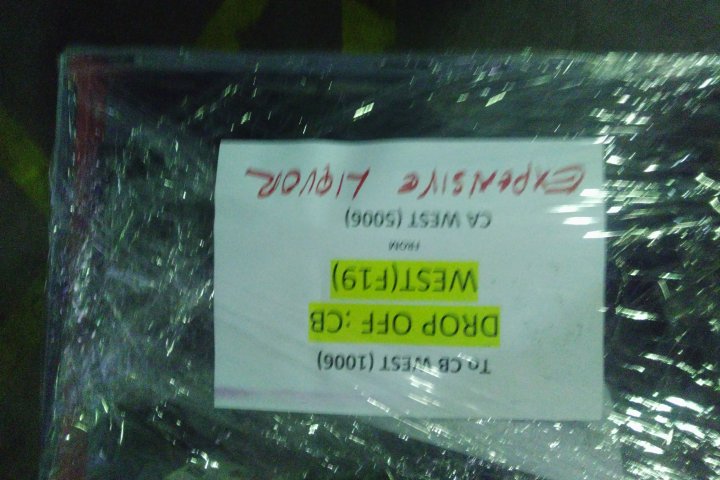 To CB WEST (1006)
DROP OFF :CB
WEST(F19)
FROM
CA WEST (5006)
EXPENSIVE LIQUOR